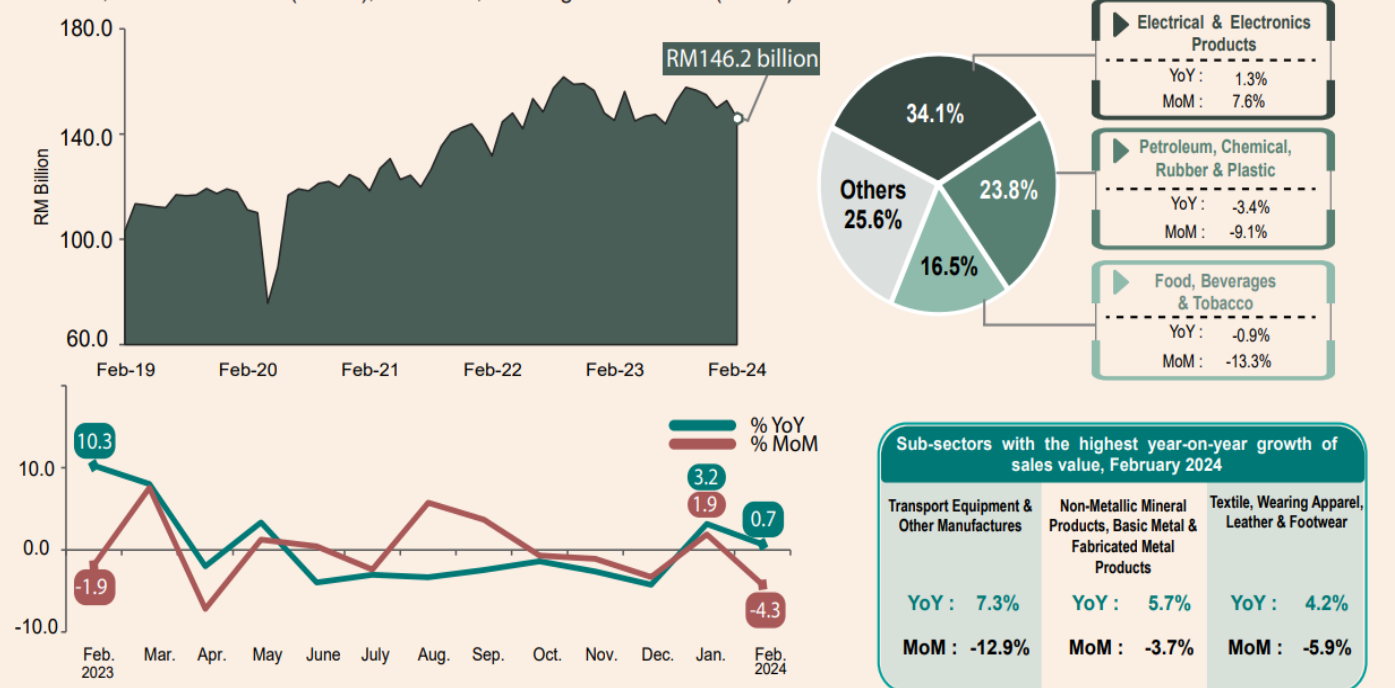 180.0
140.0
100.0
60.0
RM Billion
RM146.2 billion
Feb-19
Feb-20
Feb-21
Feb-22
Feb-23
Feb-24
34.1%
23.8%
16.5%
Others
25.6%
Electrical & Electronics
Products
YoY : 1.3%
MoM : 7.6%
Petroleum, Chemical,
Rubber & Plastic
YoY : -3.4%
MoM : -9.1%
Food, Beverages
& Tobacco
YoY : -0.9%
MoM : -13.3%
% YoY
% MoM
10.0
0.0
-10.0
10.3
-1.9
3.2
1.9
0.7
-4.3
Feb.
2023
Mar.
Apr.
May
June
July
Aug.
Sep.
Oct.
Nov.
Dec.
Jan.
Feb.
2024
Sub-sectors with the highest year-on-year growth of
sales value, February 2024
Transport Equipment &
Other Manufactures
YoY : 7.3%
MoM : -12.9%
Non-Metallic Mineral
Products, Basic Metal &
Fabricated Metal
Products
YoY : 5.7%
MoM : -3.7%
Textile, Wearing Apparel,
Leather & Footwear
YoY : 4.2%
MoM : -5.9%